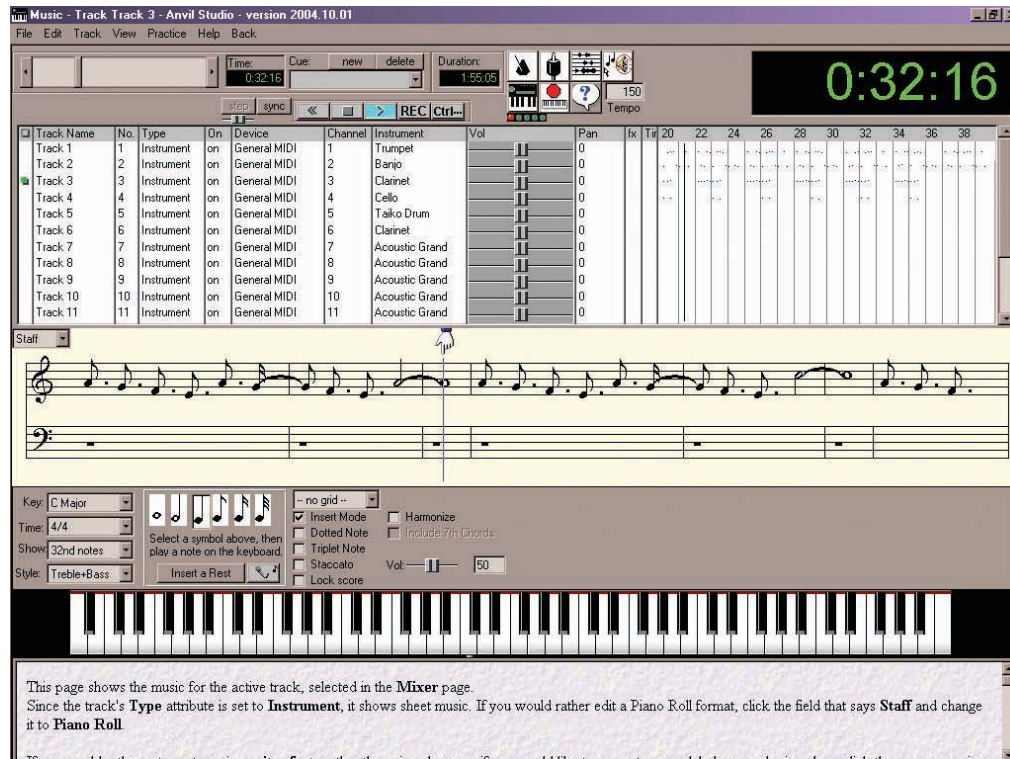 Music - Track Track 3 - Anvil Studio - version 2004.10.01
File Edit Track View Practice Help Back
Time: Cue: new delete Duration:
0:32:16 1:55:05
0:32:16
150
Tempo
step sync REC Ctrl...
Track Name No. Type On Device Channel Instrument Vol Pan fx 20 22 24 26 28 30 32 34 36 38
Track 1 1 Instrument on General MIDI 1 Trumpet 0
Track 2 2 Instrument on General MIDI 2 Banjo 0
Track 3 3 Instrument on General MIDI 3 Clarinet 0
Track 4 4 Instrument on General MIDI 4 Cello 0
Track 5 5 Instrument on General MIDI 5 Taiko Drum 0
Track 6 6 Instrument on General MIDI 6 Clarinet 0
Track 7 7 Instrument on General MIDI 7 Acoustic Grand 0
Track 8 8 Instrument on General MIDI 8 Acoustic Grand 0
Track 9 9 Instrument on General MIDI 9 Acoustic Grand 0
Track 10 10 Instrument on General MIDI 10 Acoustic Grand 0
Track 11 11 Instrument on General MIDI 11 Acoustic Grand 0
Staff
Key: C Major
Time: 4/4
Show: 32nd notes
Style: Treble+Bass
Select a symbol above, then
play a note on the keyboard.
Insert a Rest
-- no grid --
Insert Mode Harmonize
Dotted Note Include 7th Chords
Triplet Note
Staccato Vol: 50
Lock score
This page shows the music for the active track, selected in the Mixer page.
Since the track's Type attribute is set to Instrument, it shows sheet music. If you would rather edit a Piano Roll format, click the field that says Staff and change
it to Piano Roll.